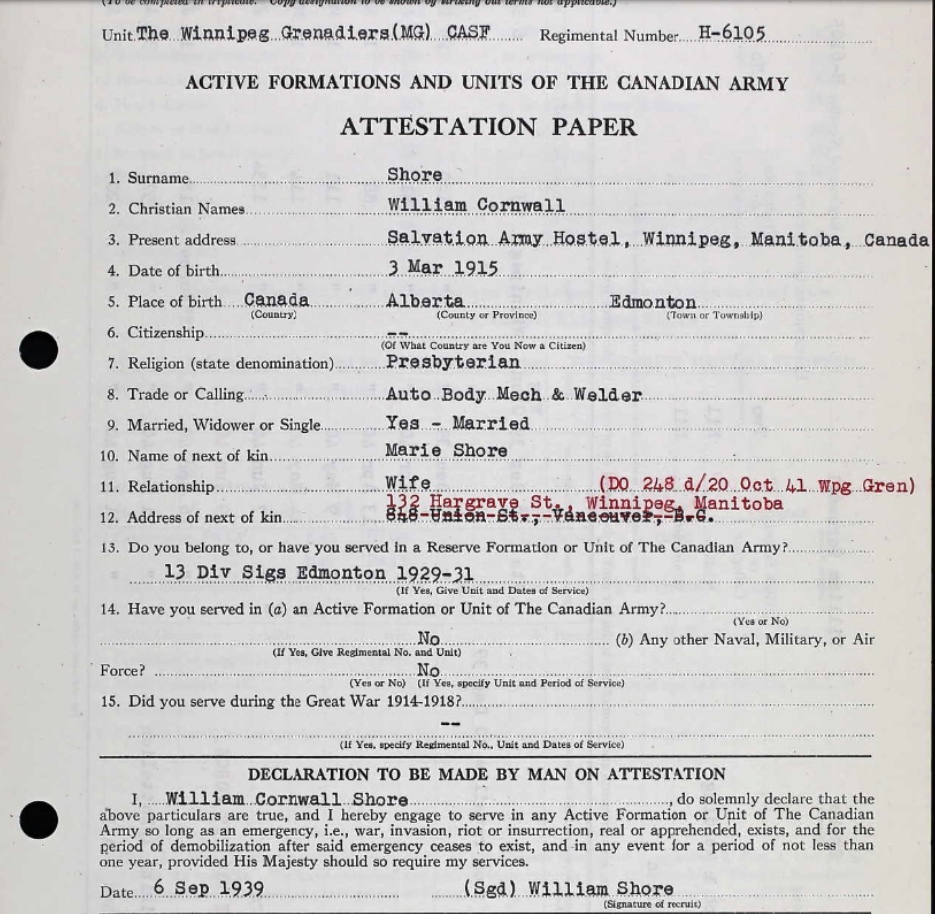 (To be completed in triplicate. Copy designation to be shown by striking out terms not applicable.)
Unit The Winnipeg Grenadiers(MG) CASF Regimental Number H-6105
ACTIVE FORMATIONS AND UNITS OF THE CANADIAN ARMY
ATTESTATION PAPER
1. Surname Shore
2. Christian Names William Cornwall
3. Present address Salvation Army Hostel, Winnipeg, Manitoba, Canada
4. Date of birth 3 Mar 1915
5. Place of birth Canada Alberta Edmonton
(Country) (County or Province) (Town or Township)
6. Citizenship --
(Of What Country are You Now a Citizen)
7. Religion (state denomination) Presbyterian
8. Trade or Calling Auto Body Mech & Welder
9. Married, Widower or Single Yes - Married
10. Name of next of kin Marie Shore
11. Relationship Wife (DO 248 d/20 Oct 41 Wpg Gren)
132 Hargrave St., Winnipeg, Manitoba
12. Address of next of kin 848 Union St., Vancouver, B.C.
13. Do you belong to, or have you served in a Reserve Formation or Unit of The Canadian Army?
13 Div Sigs Edmonton 1929-31
(If Yes, Give Unit and Dates of Service)
14. Have you served in (a) an Active Formation or Unit of The Canadian Army?
(Yes or No)
No (b) Any other Naval, Military, or Air
(If Yes, Give Regimental No. and Unit)
Force? No
(Yes or No) (If Yes, specify Unit and Period of Service)
15. Did you serve during the Great War 1914-1918?
--
(If Yes, specify Regimental No., Unit and Dates of Service)
DECLARATION TO BE MADE BY MAN ON ATTESTATION
I, William Cornwall Shore, do solemnly declare that the
above particulars are true, and I hereby engage to serve in any Active Formation or Unit of The Canadian
Army so long as an emergency, i.e., war, invasion, riot or insurrection, real or apprehended, exists, and for the
period of demobilization after said emergency ceases to exist, and in any event for a period of not less than
one year, provided His Majesty should so require my services.
Date 6 Sep 1939 (Sgd) William Shore
(Signature of recruit)